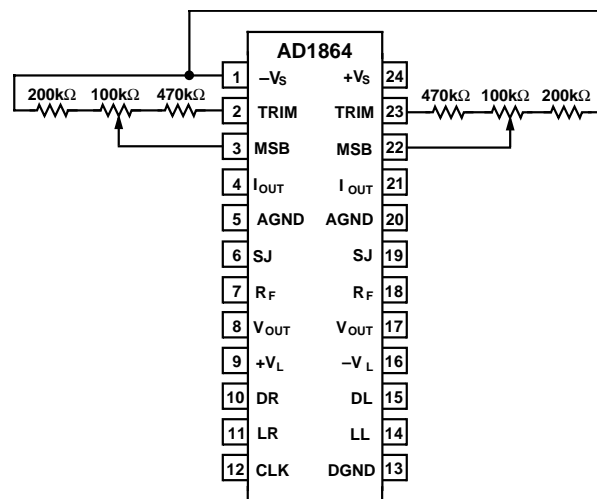 AD1864
1 –VS +VS 24
200kΩ 100kΩ 470kΩ 2 TRIM TRIM 23 470kΩ 100kΩ 200kΩ
3 MSB MSB 22
4 IOUT IOUT 21
5 AGND AGND 20
6 SJ SJ 19
7 RF RF 18
8 VOUT VOUT 17
9 +VL –VL 16
10 DR DL 15
11 LR LL 14
12 CLK DGND 13